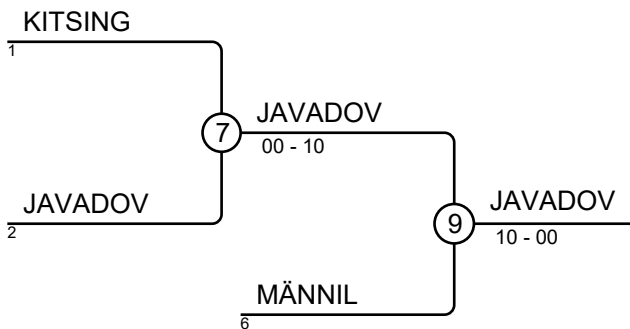 KITSING
1
7
JAVADOV
00 - 10
JAVADOV
2
JAVADOV
9
10 - 00
MÄNNIL
6